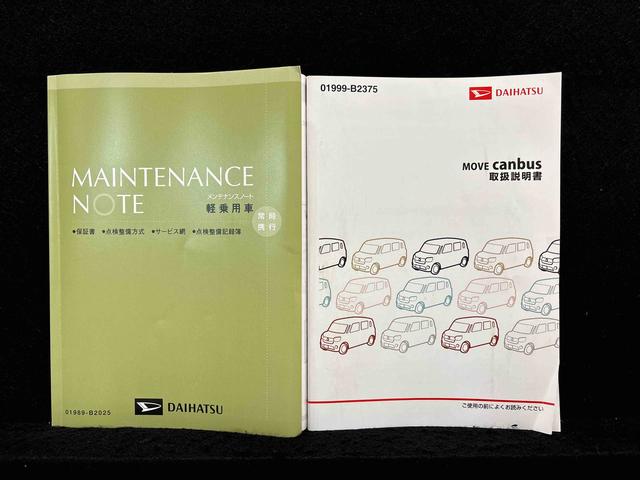 MAINTENANCE
NOTE
メンテナンスノート
軽乗用車
常時
携行
●保証書 ●点検整備方式 ●サービス網 ●点検整備記録簿
01989-B2025
DAIHATSU
01999-B2375
DAIHATSU
MOVE canbus
取扱説明書
ご使用の前によくお読みください